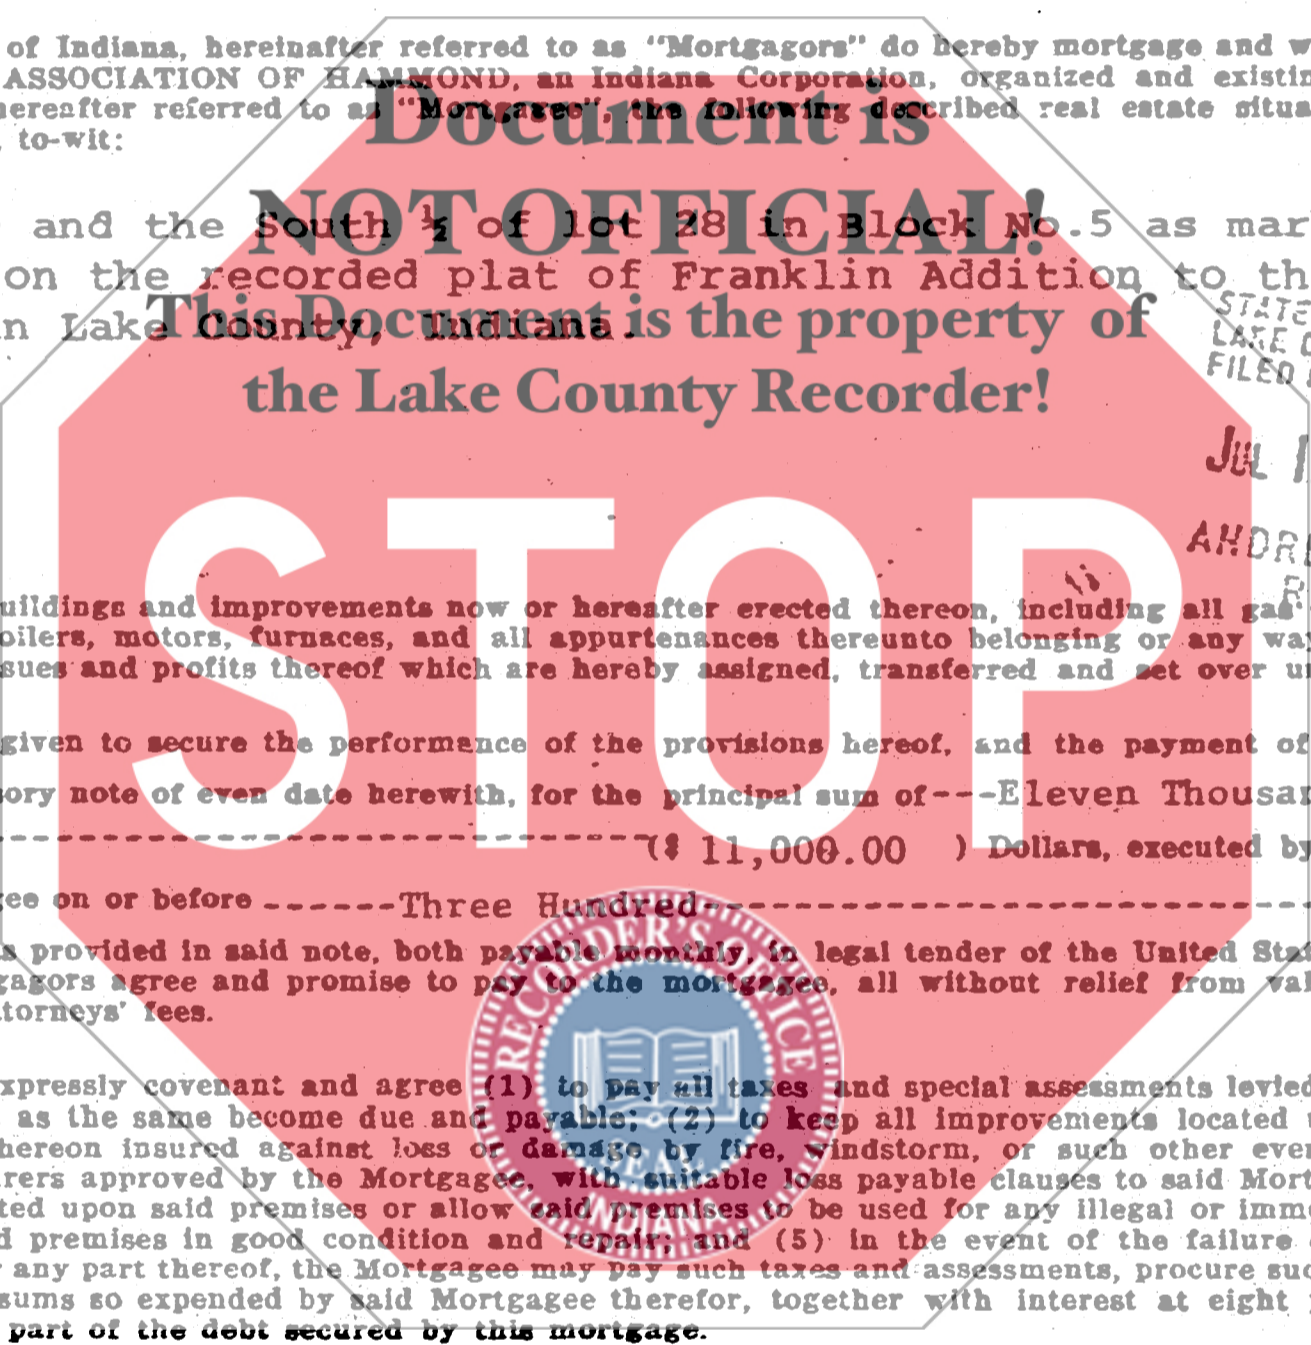 of Indiana, hereinafter referred to as "Mortgagors" do hereby mortgage and w
ASSOCIATION OF HAMMOND, an Indiana Corporation, organized and existin
hereafter referred to as "Mortgagee", the following described real estate situa
to-wit:
Document is
NOT OFFICIAL!
This Document is the property of
the Lake County Recorder!
and the South ½ of lot 28 in Block No.5 as mar
on the recorded plat of Franklin Addition to th
n Lake County, Indiana.
STATE
LAKE C
FILED
JUL 1
ANDRE
STOP
uildings and improvements now or hereafter erected thereon, including all gas
oilers, motors, furnaces, and all appurtenances thereunto belonging or any wa
sues and profits thereof which are hereby assigned, transferred and set over u
given to secure the performance of the provisions hereof, and the payment of
ory note of even date herewith, for the principal sum of---Eleven Thousan
--------------------------------($ 11,000.00 ) Dollars, executed by
ee on or before ------Three Hundred--------------------------------
s provided in said note, both payable monthly, in legal tender of the United Stat
gagors agree and promise to pay to the mortgagee, all without relief from val
torneys' fees.
RECORDER'S OFFICE
SEAL
INDIANA
xpressly covenant and agree (1) to pay all taxes and special assessments levied
as the same become due and payable; (2) to keep all improvements located
hereon insured against loss or damage by fire, windstorm, or such other even
rers approved by the Mortgagee, with suitable loss payable clauses to said Mort
ted upon said premises or allow said premises to be used for any illegal or immo
d premises in good condition and repair; and (5) in the event of the failure
any part thereof, the Mortgagee may pay such taxes and assessments, procure suc
sums so expended by said Mortgagee therefor, together with interest at eight
part of the debt secured by this mortgage.